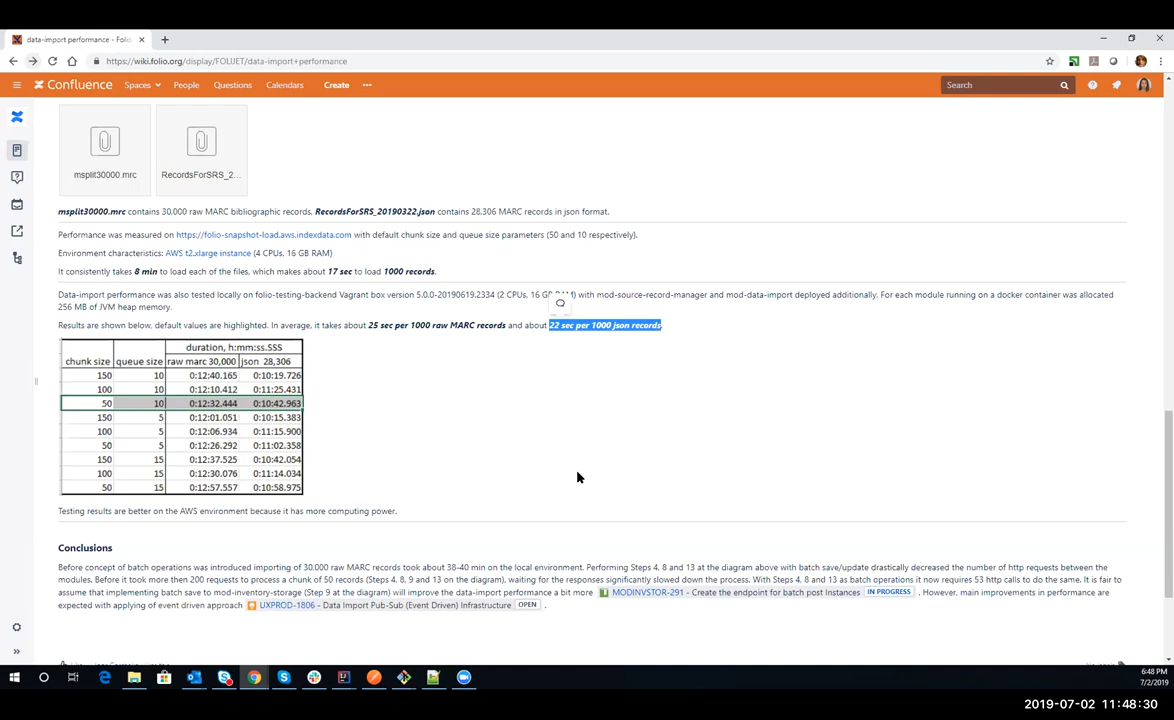 data-import performance - Folio
https://wiki.folio.org/display/FOLIJET/data-import+performance
Confluence Spaces People Questions Calendars Create Search
msplit30000.mrc RecordsForSRS_2...
msplit30000.mrc contains 30,000 raw MARC bibliographic records, RecordsForSRS_20190322.json contains 28,306 MARC records in json format.
Performance was measured on https://folio-snapshot-load.aws.indexdata.com with default chunk size and queue size parameters (50 and 10 respectively).
Environment characteristics: AWS t2.xlarge instance (4 CPUs, 16 GB RAM)
It consistently takes 8 min to load each of the files, which makes about 17 sec to load 1000 records.
Data-import performance was also tested locally on folio-testing-backend Vagrant box version 5.0.0-20190619.2334 (2 CPUs, 16 GB RAM) with mod-source-record-manager and mod-data-import deployed additionally. For each module running on a docker container was allocated
256 MB of JVM heap memory.
Results are shown below, default values are highlighted. In average, it takes about 25 sec per 1000 raw MARC records and about 22 sec per 1000 json records.
duration, h:mm:ss.SSS
chunk size queue size raw marc 30,000 json 28,306
150 10 0:12:40.165 0:10:19.726
100 10 0:12:10.412 0:11:25.431
50 10 0:12:32.444 0:10:42.963
150 5 0:12:01.051 0:10:15.383
100 5 0:12:06.934 0:11:15.900
50 5 0:12:26.292 0:11:02.358
150 15 0:12:37.525 0:10:42.054
100 15 0:12:30.076 0:11:14.034
50 15 0:12:57.557 0:10:58.975
Testing results are better on the AWS environment because it has more computing power.
Conclusions
Before concept of batch operations was introduced importing of 30,000 raw MARC records took about 38-40 min on the local environment. Performing Steps 4, 8 and 13 at the diagram above with batch save/update drastically decreased the number of http requests between the
modules. Before it took more then 200 requests to process a chunk of 50 records (Steps 4, 8, 9 and 13 on the diagram), waiting for the responses significantly slowed down the process. With Steps 4, 8 and 13 as batch operations it now requires 53 http calls to do the same. It is fair to
assume that implementing batch save to mod-inventory-storage (Step 9 at the diagram) will improve the data-import performance a bit more MODINVSTOR-291 - Create the endpoint for batch post Instances IN PROGRESS . However, main improvements in performance are
expected with applying of event driven approach UXPROD-1806 - Data Import Pub-Sub (Event Driven) Infrastructure OPEN .
6:48 PM
7/2/2019
2019-07-02 11:48:30